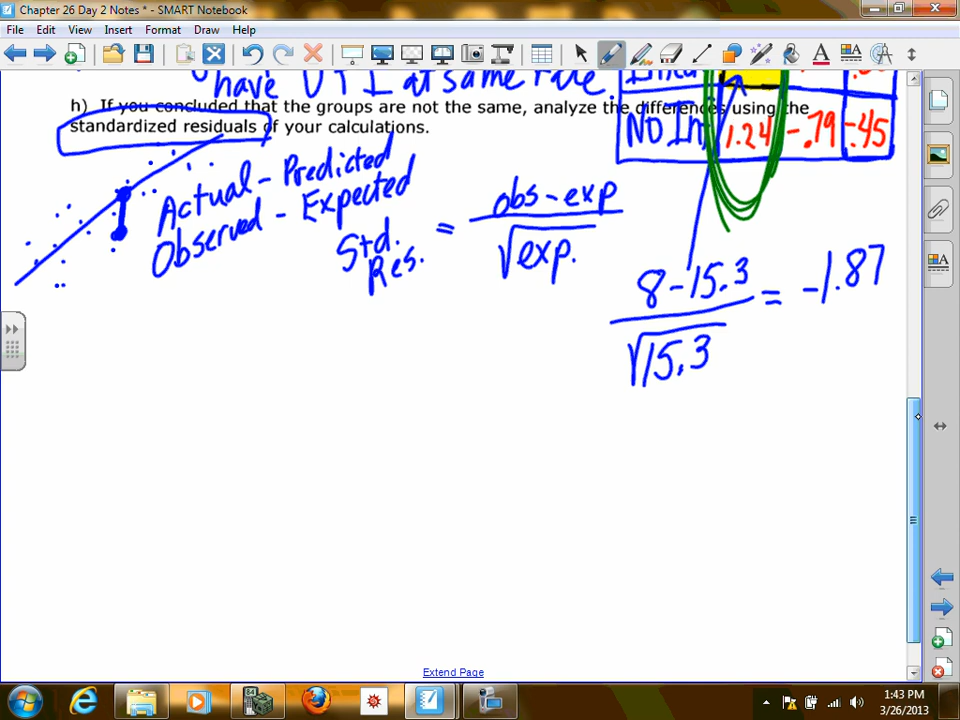 Chapter 26 Day 2 Notes * - SMART Notebook
File Edit View Insert Format Draw Help
have UTI at same rate.
h) If you concluded that the groups are not the same, analyze the differences using the
standardized residuals of your calculations.
No In 1.24 -.79 -.45
Actual - Predicted
Observed - Expected
Std. Res. = obs - exp / √exp.
8 - 15.3 / √15.3 = -1.87
Extend Page
1:43 PM
3/26/2013